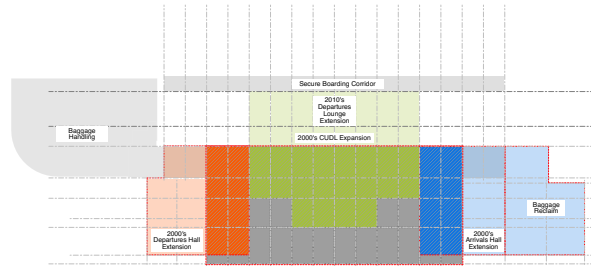 Secure Boarding Corridor
2010's
Departures
Lounge
Extension
Baggage
Handling
2000's CUDL Expansion
Baggage
Reclaim
2000's
Departures Hall
Extension
2000's
Arrivals Hall
Extension